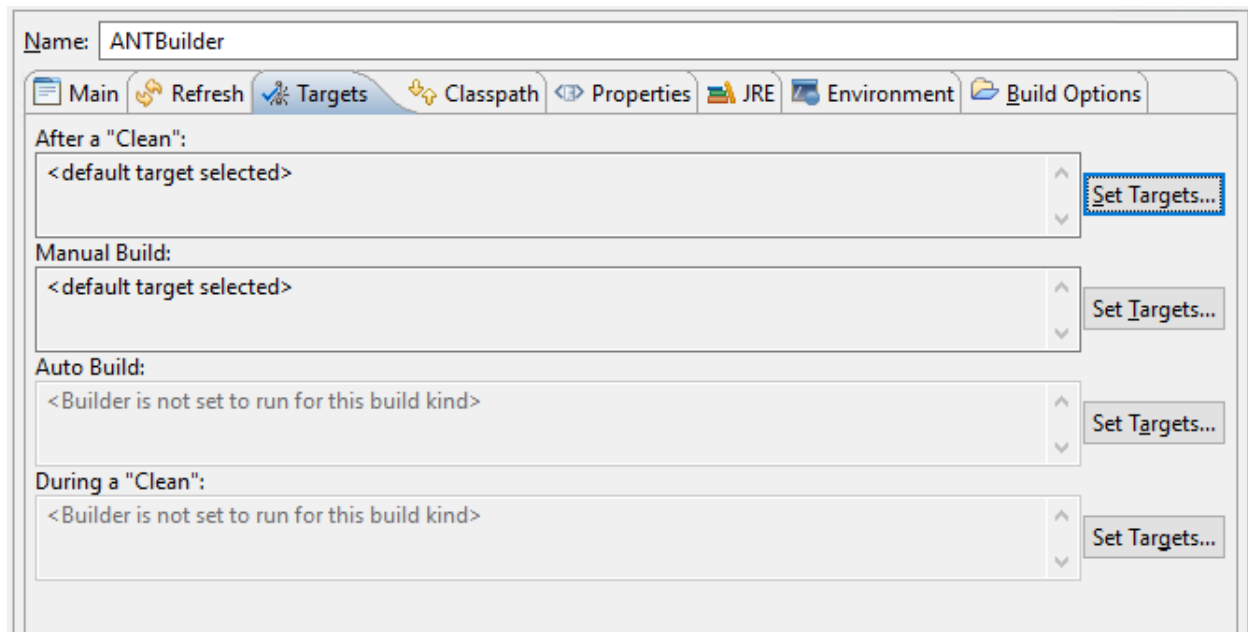 Name: ANTBuilder
Main Refresh Targets Classpath Properties JRE Environment Build Options
After a "Clean":
<default target selected>
Set Targets...
Manual Build:
<default target selected>
Set Targets...
Auto Build:
<Builder is not set to run for this build kind>
Set Targets...
During a "Clean":
<Builder is not set to run for this build kind>
Set Targets...